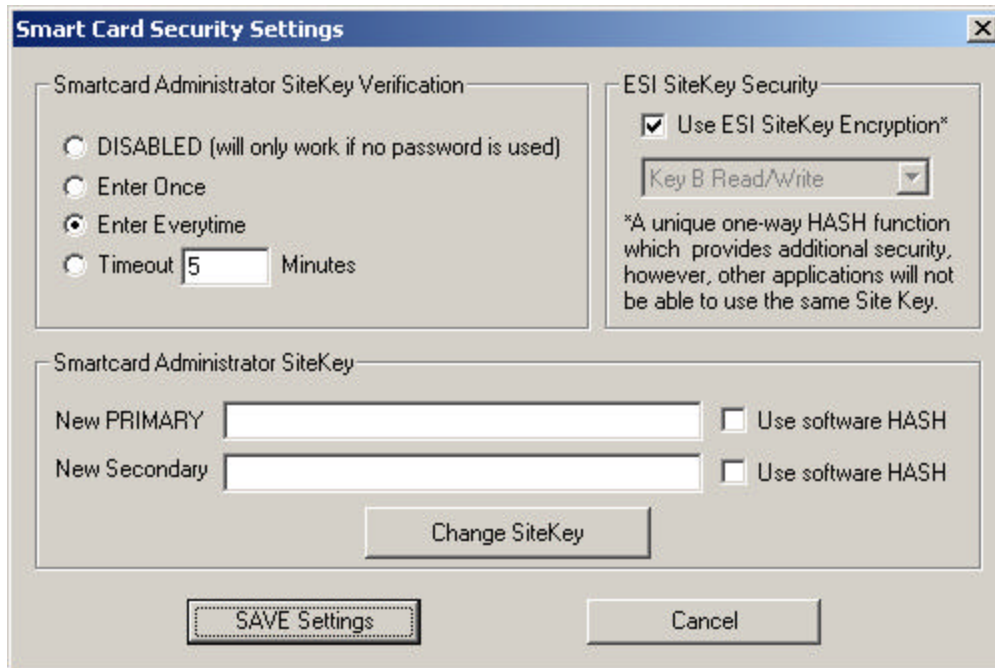 Smart Card Security Settings
Smartcard Administrator SiteKey Verification
DISABLED (will only work if no password is used)
Enter Once
Enter Everytime
Timeout 5 Minutes
ESI SiteKey Security
Use ESI SiteKey Encryption*
Key B Read/Write
*A unique one-way HASH function
which provides additional security,
however, other applications will not
be able to use the same Site Key.
Smartcard Administrator SiteKey
New PRIMARY Use software HASH
New Secondary Use software HASH
Change SiteKey
SAVE Settings Cancel